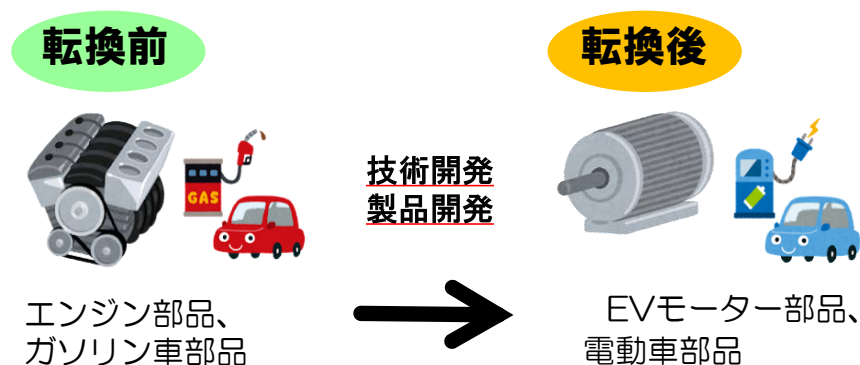 転換前
転換後
GAS
技術開発
製品開発
エンジン部品、
ガソリン車部品
EVモーター部品、
電動車部品